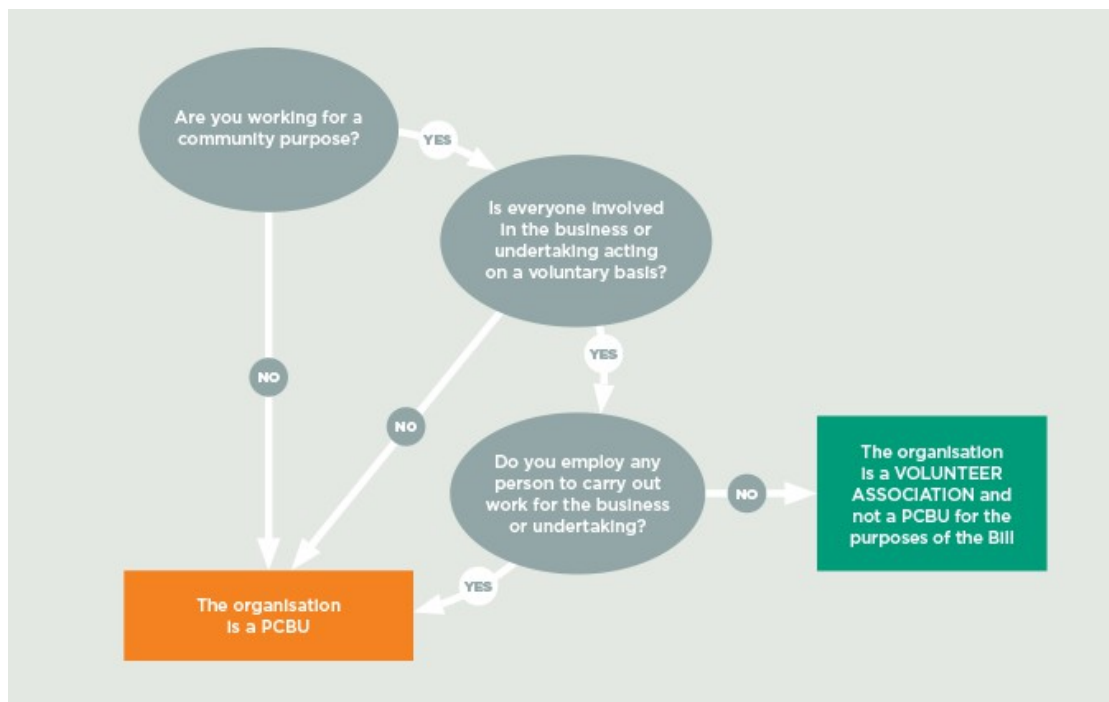 Are you working for a
community purpose?
YES
Is everyone involved
in the business or
undertaking acting
on a voluntary basis?
YES
NO
NO
Do you employ any
person to carry out
work for the business
or undertaking?
NO
The organisation
is a VOLUNTEER
ASSOCIATION and
not a PCBU for the
purposes of the Bill
YES
The organisation
is a PCBU